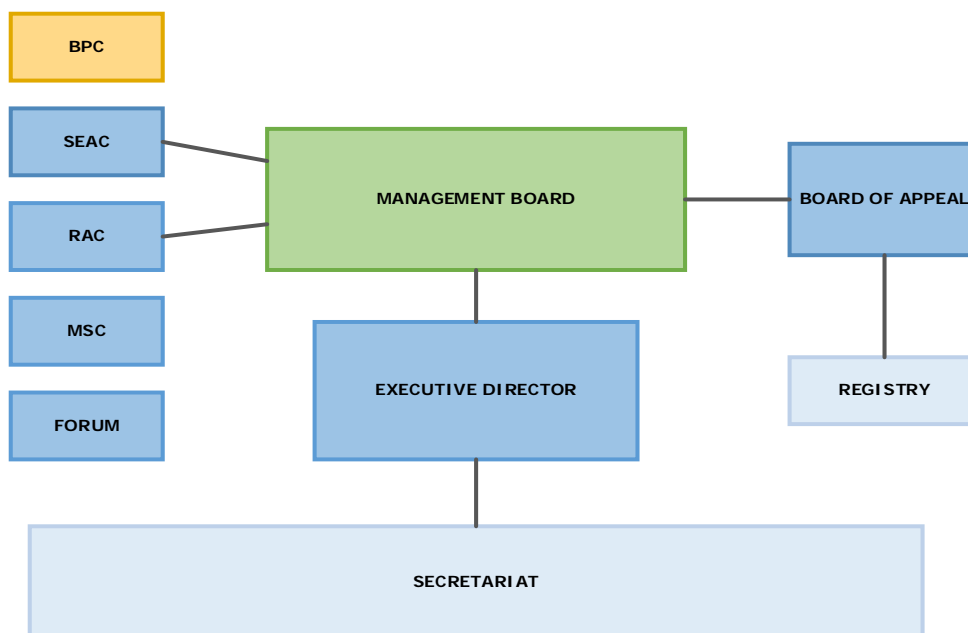 BPC
SEAC
RAC
MSC
FORUM
MANAGEMENT BOARD
EXECUTIVE DIRECTOR
BOARD OF APPEAL
REGISTRY
SECRETARIAT